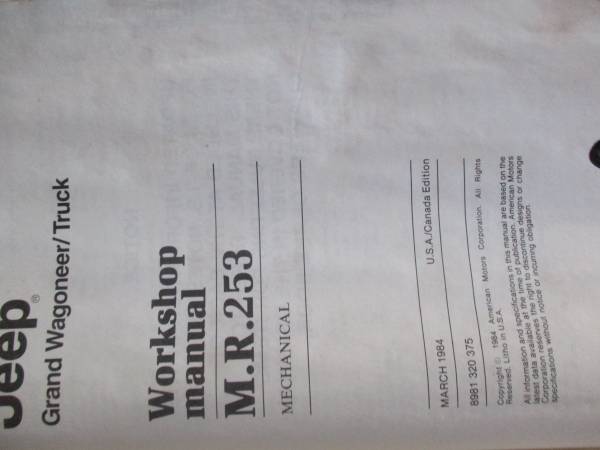 Jeep®
Grand Wagoneer/Truck
Workshop
manual
M.R.253
MECHANICAL
MARCH 1984 U.S.A./Canada Edition
8981 320 375
Copyright © 1984 American Motors Corporation. All Rights
Reserved. Litho in U.S.A.
All information and specifications in this manual are based on the
latest data available at the time of publication. American Motors
Corporation reserves the right to discontinue designs or change
specifications without notice or incurring obligation.